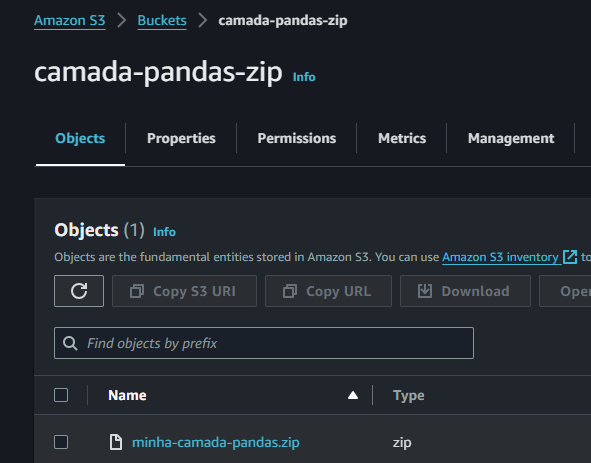 Amazon S3 > Buckets > camada-pandas-zip
camada-pandas-zip Info
Objects Properties Permissions Metrics Management
Objects (1) Info
Objects are the fundamental entities stored in Amazon S3. You can use Amazon S3 inventory to
Copy S3 URI Copy URL Download Open
Find objects by prefix
Name Type
minha-camada-pandas.zip zip